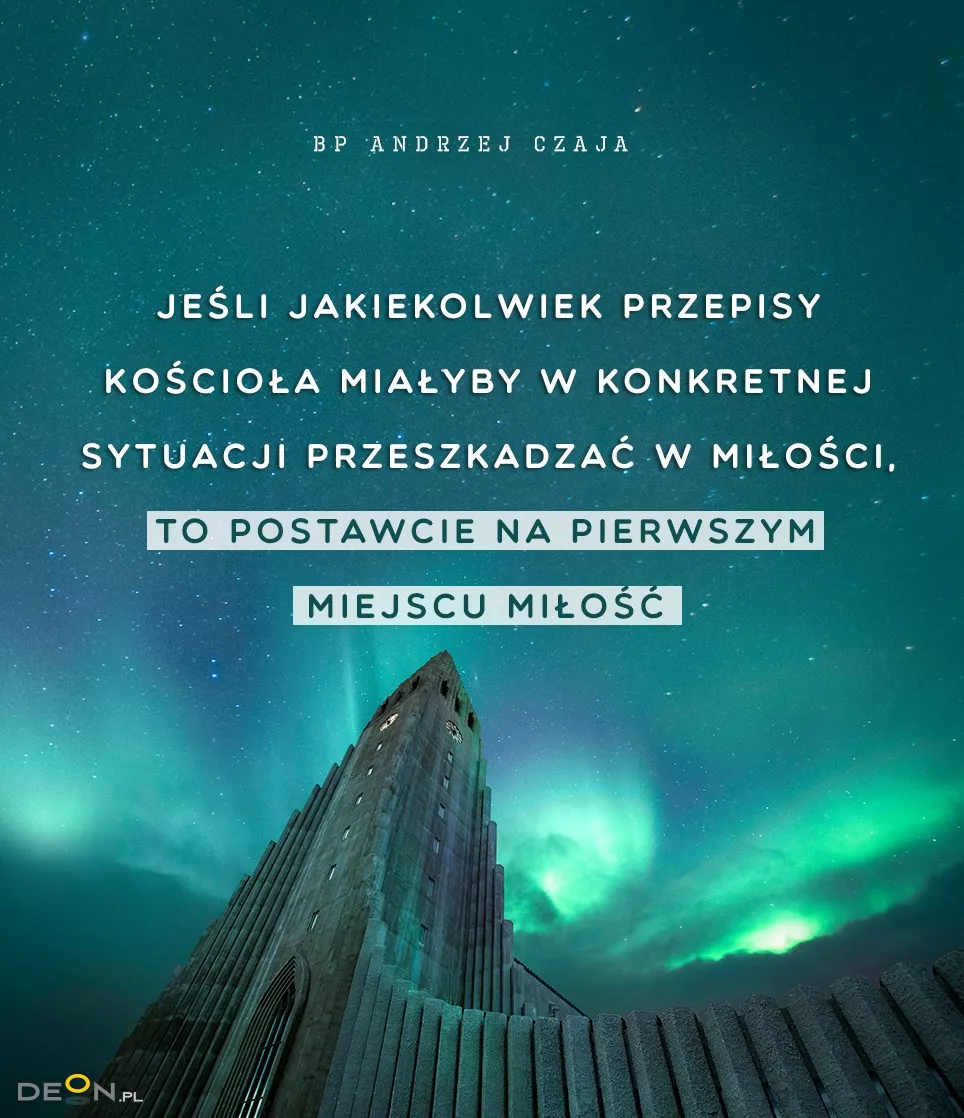 BP ANDRZEJ CZAJA
JEŚLI JAKIEKOLWIEK PRZEPISY
KOŚCIOŁA MIAŁYBY W KONKRETNEJ
SYTUACJI PRZESZKADZAĆ W MIŁOŚCI,
TO POSTAWCIE NA PIERWSZYM
MIEJSCU MIŁOŚĆ
DEON.PL